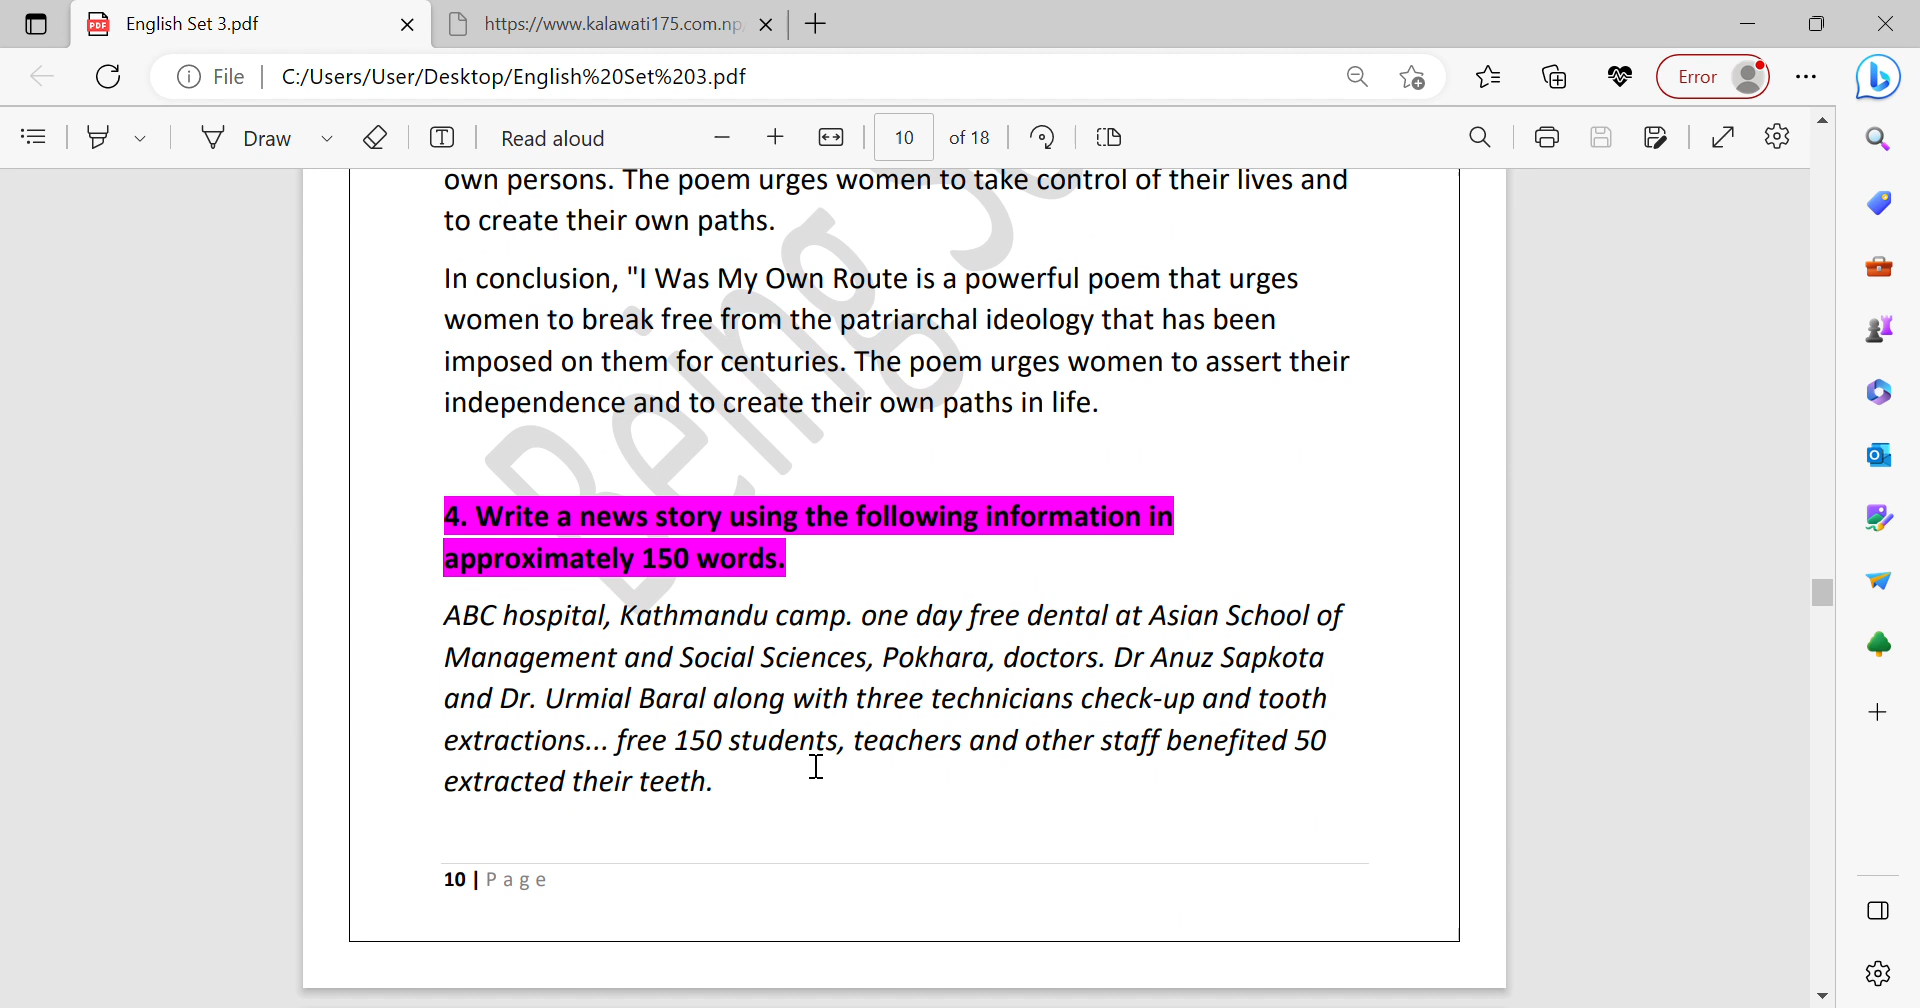 English Set 3.pdf
https://www.kalawati175.com.np/
File
C:/Users/User/Desktop/English%20Set%203.pdf
Error
Draw
Read aloud
10 of 18
own persons. The poem urges women to take control of their lives and
to create their own paths.
In conclusion, "I Was My Own Route is a powerful poem that urges
women to break free from the patriarchal ideology that has been
imposed on them for centuries. The poem urges women to assert their
independence and to create their own paths in life.
4. Write a news story using the following information in
approximately 150 words.
ABC hospital, Kathmandu camp. one day free dental at Asian School of
Management and Social Sciences, Pokhara, doctors. Dr Anuz Sapkota
and Dr. Urmial Baral along with three technicians check-up and tooth
extractions... free 150 students, teachers and other staff benefited 50
extracted their teeth.
10 | Page
Being